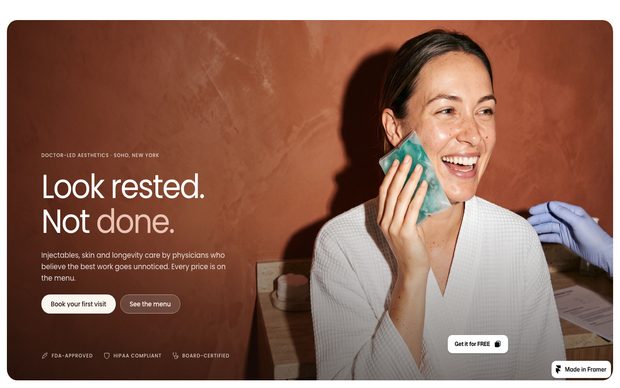 DOCTOR-LED AESTHETICS · SOHO, NEW YORK
Look rested.
Not done.
Injectables, skin and longevity care by physicians who
believe the best work goes unnoticed. Every price is on
the menu.
Book your first visit
See the menu
FDA-APPROVED
HIPAA COMPLIANT
BOARD-CERTIFIED
Get it for FREE
Made in Framer